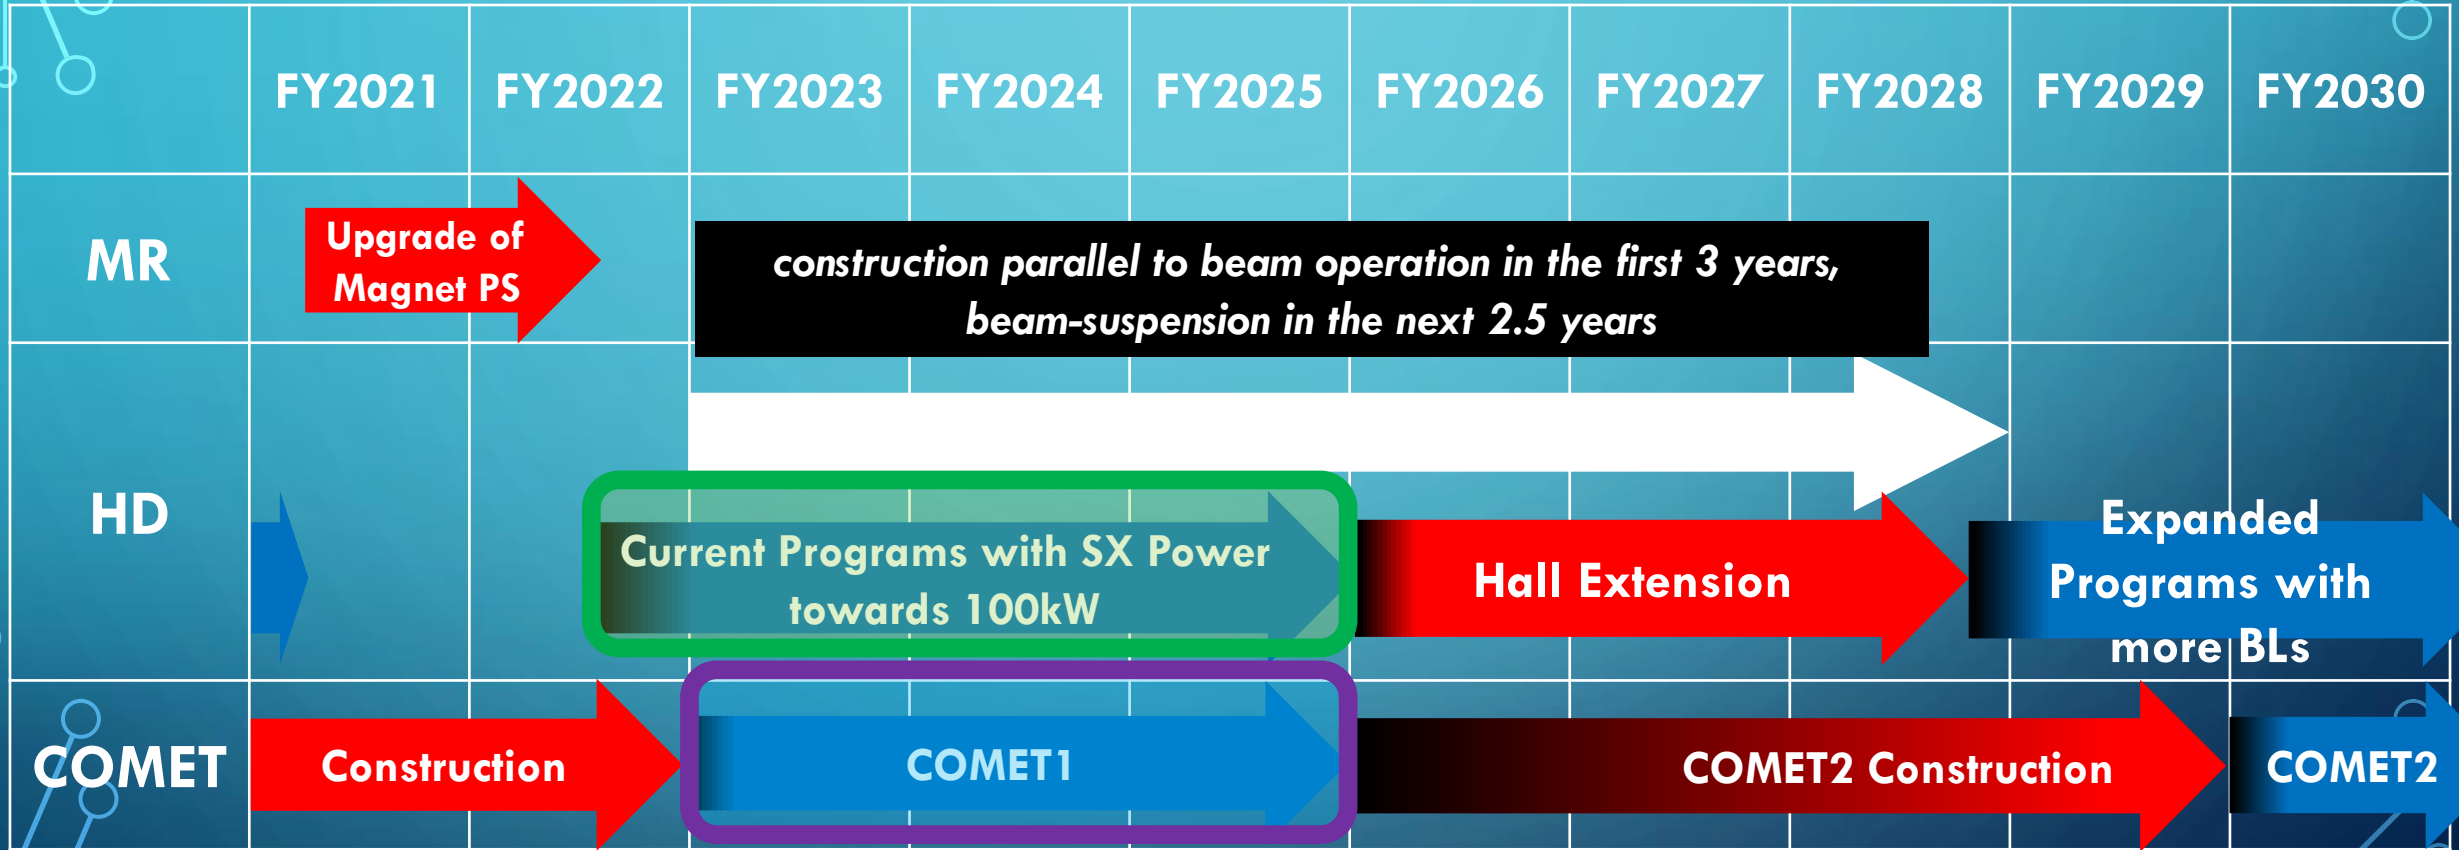 FY2021 FY2022 FY2023 FY2024 FY2025 FY2026 FY2027 FY2028 FY2029 FY2030
MR
Upgrade of
Magnet PS
construction parallel to beam operation in the first 3 years,
beam-suspension in the next 2.5 years
HD
Current Programs with SX Power
towards 100kW
Hall Extension
Expanded
Programs with
more BLs
COMET
Construction
COMET1
COMET2 Construction
COMET2